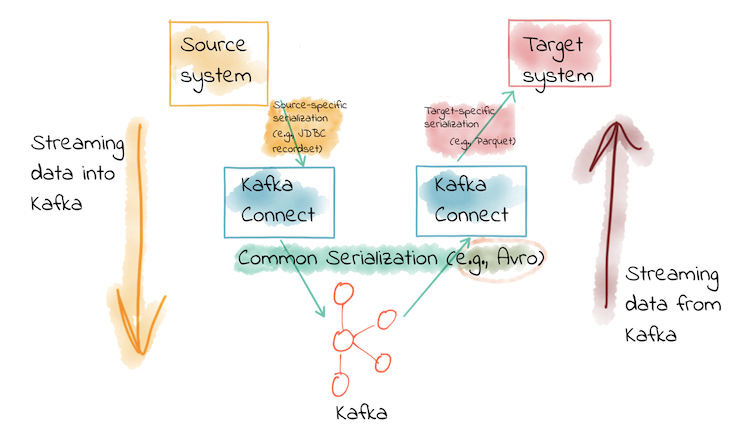 Source
system
Target
system
Source-specific
serialization
(e.g., JDBC
recordset)
Target-specific
serialization
(e.g., Parquet)
Streaming
data into
Kafka
Kafka
Connect
Kafka
Connect
Common Serialization (e.g., Avro)
Streaming
data from
Kafka
Kafka